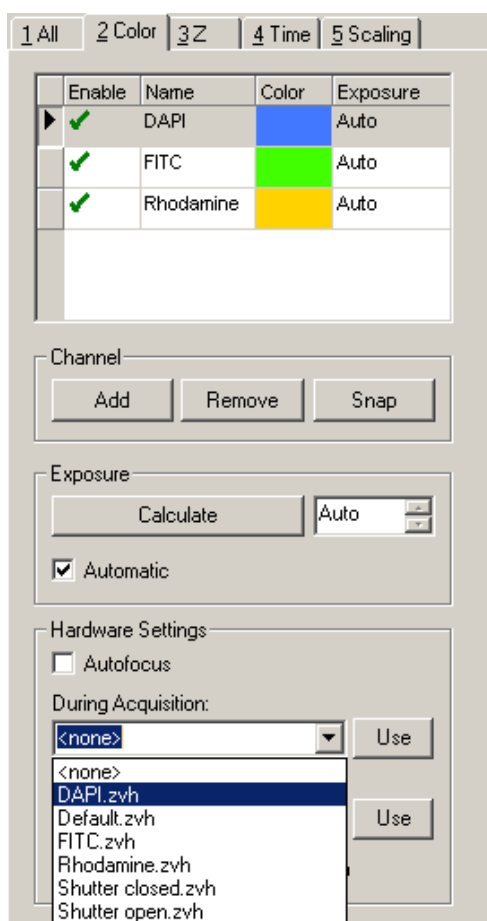 1 All 2 Color 3 Z 4 Time 5 Scaling
Enable Name Color Exposure
DAPI Auto
FITC Auto
Rhodamine Auto
Channel
Add Remove Snap
Exposure
Calculate Auto
Automatic
Hardware Settings
Autofocus
During Acquisition:
<none> Use
<none>
DAPI.zvh
Default.zvh Use
FITC.zvh
Rhodamine.zvh
Shutter closed.zvh
Shutter open.zvh